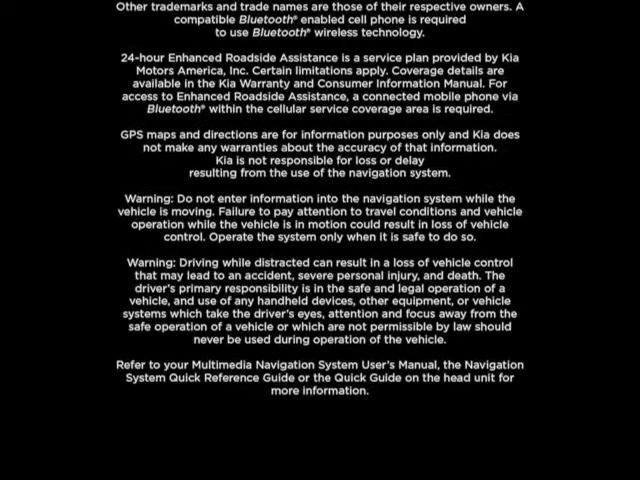 Other trademarks and trade names are those of their respective owners. A
compatible Bluetooth® enabled cell phone is required
to use Bluetooth® wireless technology.
24-hour Enhanced Roadside Assistance is a service plan provided by Kia
Motors America, Inc. Certain limitations apply. Coverage details are
available in the Kia Warranty and Consumer Information Manual. For
access to Enhanced Roadside Assistance, a connected mobile phone via
Bluetooth® within the cellular service coverage area is required.
GPS maps and directions are for information purposes only and Kia does
not make any warranties about the accuracy of that information.
Kia is not responsible for loss or delay
resulting from the use of the navigation system.
Warning: Do not enter information into the navigation system while the
vehicle is moving. Failure to pay attention to travel conditions and vehicle
operation while the vehicle is in motion could result in loss of vehicle
control. Operate the system only when it is safe to do so.
Warning: Driving while distracted can result in a loss of vehicle control
that may lead to an accident, severe personal injury, and death. The
driver's primary responsibility is in the safe and legal operation of a
vehicle, and use of any handheld devices, other equipment, or vehicle
systems which take the driver's eyes, attention and focus away from the
safe operation of a vehicle or which are not permissible by law should
never be used during operation of the vehicle.
Refer to your Multimedia Navigation System User's Manual, the Navigation
System Quick Reference Guide or the Quick Guide on the head unit for
more information.